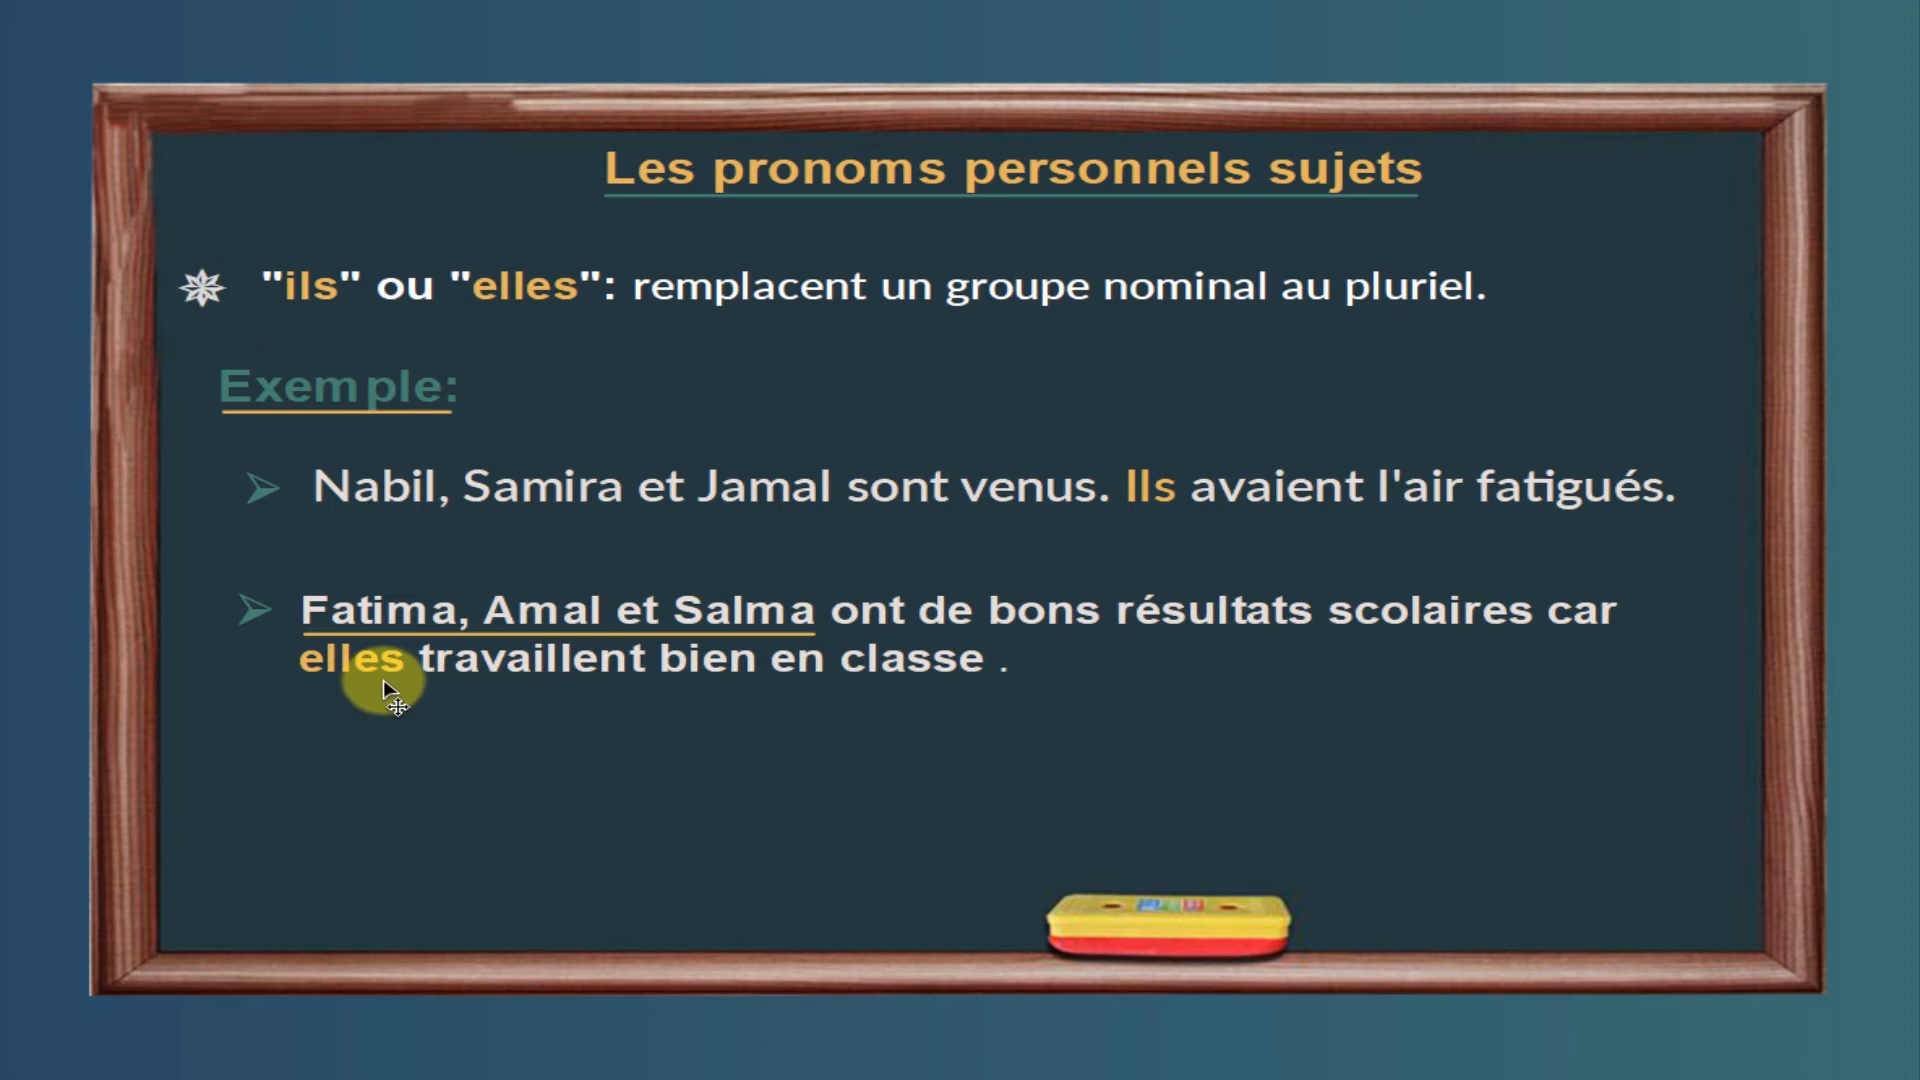 Les pronoms personnels sujets
"ils" ou "elles": remplacent un groupe nominal au pluriel.
Exemple:
Nabil, Samira et Jamal sont venus. Ils avaient l'air fatigués.
Fatima, Amal et Salma ont de bons résultats scolaires car
elles travaillent bien en classe .